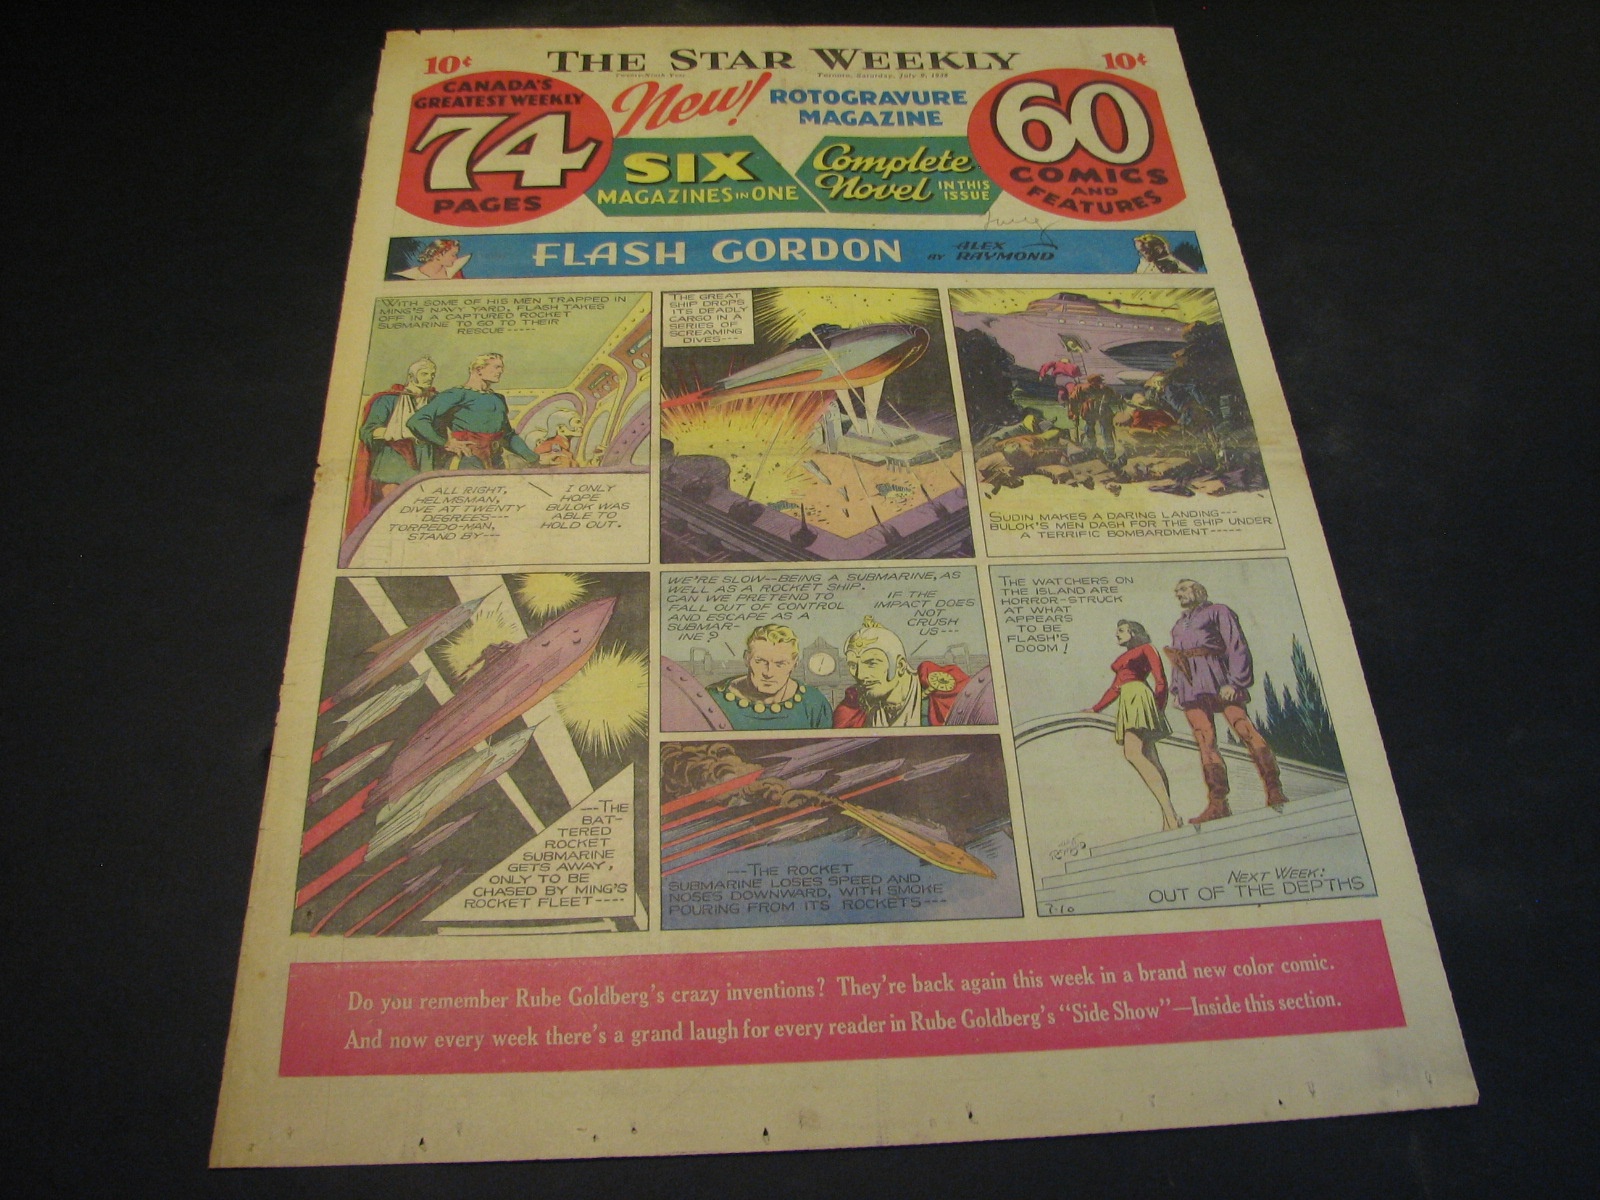 10¢ THE STAR WEEKLY 10¢
Twenty-Ninth Year Toronto, Saturday, July 9, 1938
CANADA'S
GREATEST WEEKLY
74
PAGES
New! ROTOGRAVURE
MAGAZINE
SIX
MAGAZINES IN ONE
Complete
Novel IN THIS
ISSUE
60
COMICS
AND
FEATURES
FLASH GORDON BY ALEX
RAYMOND
WITH SOME OF HIS MEN TRAPPED IN
MING'S NAVY YARD, FLASH TAKES
OFF IN A CAPTURED ROCKET
SUBMARINE TO GO TO THEIR
RESCUE-----
ALL RIGHT,
HELMSMAN,
DIVE AT TWENTY
DEGREES---
TORPEDO-MAN,
STAND BY---
I ONLY
HOPE
BULOK WAS
ABLE TO
HOLD OUT.
THE GREAT
SHIP DROPS
ITS DEADLY
CARGO IN A
SERIES OF
SCREAMING
DIVES---
SUDIN MAKES A DARING LANDING---
BULOK'S MEN DASH FOR THE SHIP UNDER
A TERRIFIC BOMBARDMENT-----
---THE
BAT-
TERED
ROCKET
SUBMARINE
GETS AWAY,
ONLY TO BE
CHASED BY MING'S
ROCKET FLEET----
WE'RE SLOW--BEING A SUBMARINE, AS
WELL AS A ROCKET SHIP.
CAN WE PRETEND TO
FALL OUT OF CONTROL
AND ESCAPE AS A
SUBMAR-
INE?
IF THE
IMPACT DOES
NOT
CRUSH
US---
---THE ROCKET
SUBMARINE LOSES SPEED AND
NOSES DOWNWARD, WITH SMOKE
POURING FROM ITS ROCKETS---
THE WATCHERS ON
THE ISLAND ARE
HORROR-STRUCK
AT WHAT
APPEARS
TO BE
FLASH'S
DOOM!
NEXT WEEK:
OUT OF THE DEPTHS
7-10
Do you remember Rube Goldberg's crazy inventions? They're back again this week in a brand new color comic.
And now every week there's a grand laugh for every reader in Rube Goldberg's "Side Show"—Inside this section.